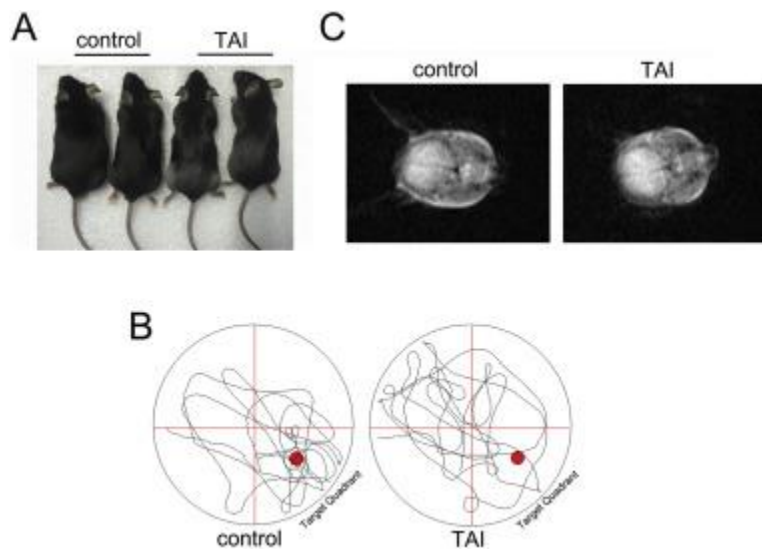 A
control TAI
C
control TAI
B
Target Quadrant
Target Quadrant
control TAI